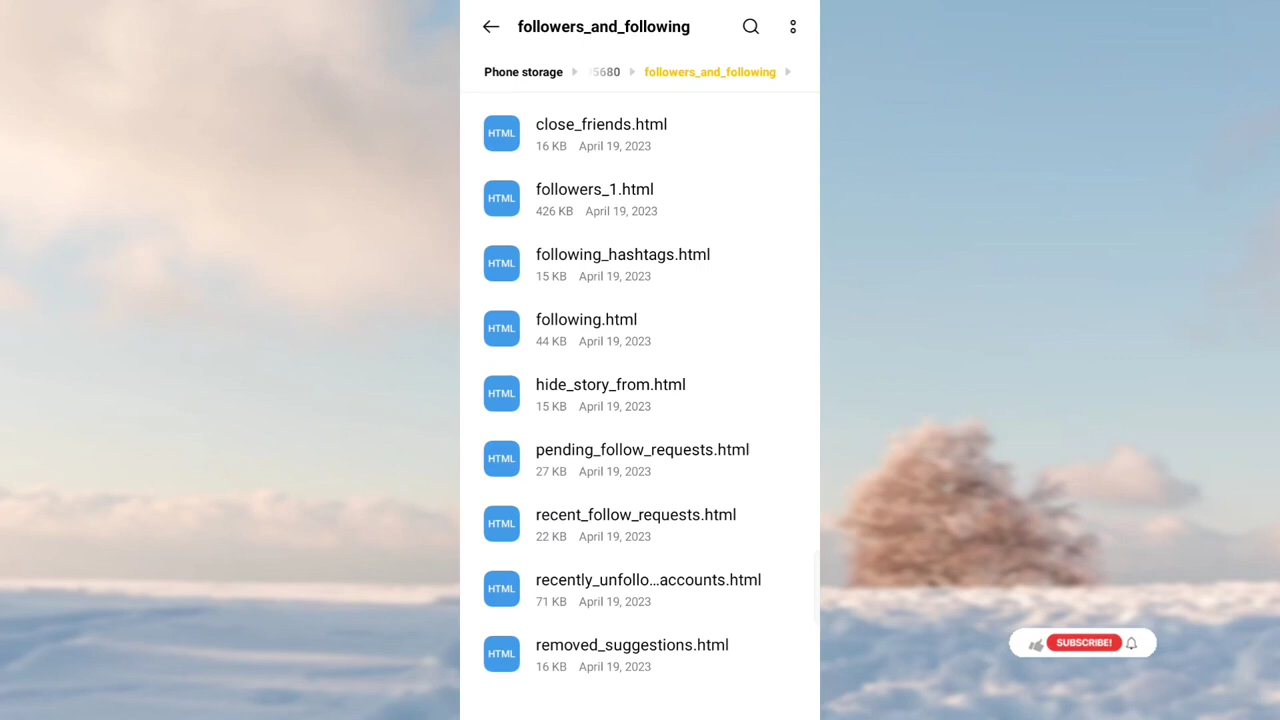 followers_and_following
Phone storage 5680 followers_and_following
HTML close_friends.html
16 KB April 19, 2023
HTML followers_1.html
426 KB April 19, 2023
HTML following_hashtags.html
15 KB April 19, 2023
HTML following.html
44 KB April 19, 2023
HTML hide_story_from.html
15 KB April 19, 2023
HTML pending_follow_requests.html
27 KB April 19, 2023
HTML recent_follow_requests.html
22 KB April 19, 2023
HTML recently_unfollo...accounts.html
71 KB April 19, 2023
HTML removed_suggestions.html
16 KB April 19, 2023
SUBSCRIBE!